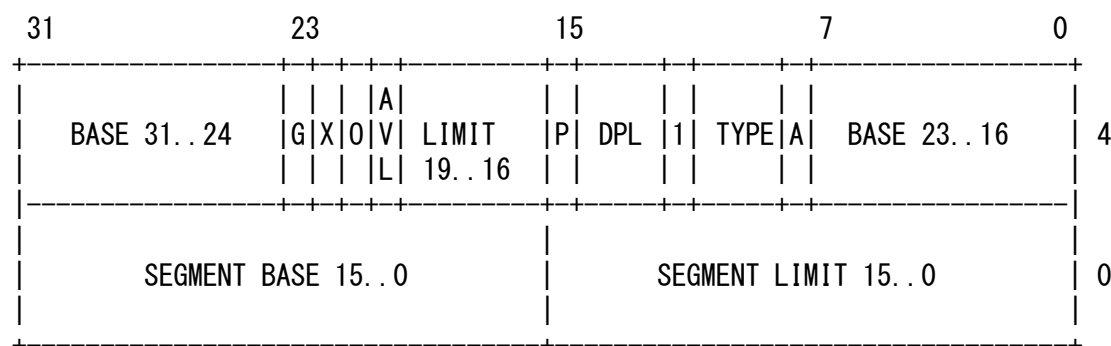 31 23 15 7 0
A
BASE 31..24 G X O V LIMIT P DPL 1 TYPE A BASE 23..16 4
L 19..16
SEGMENT BASE 15..0 SEGMENT LIMIT 15..0 0